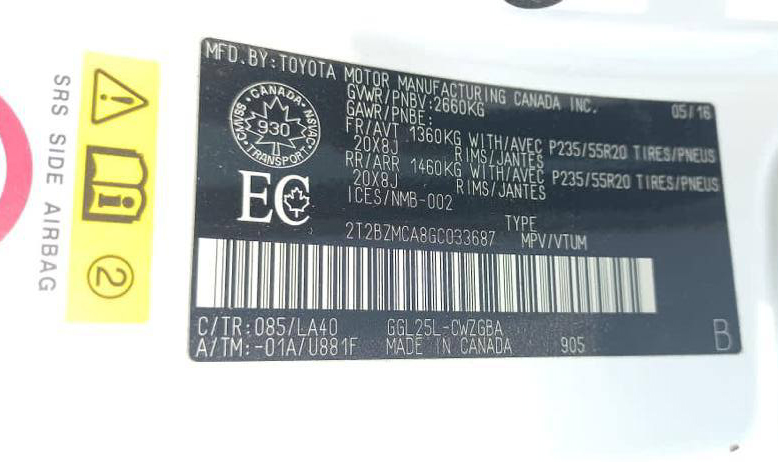 MFD.BY:TOYOTA MOTOR MANUFACTURING CANADA INC. 05/16
GVWR/PNBV:2660KG
GAWR/PNBE:
FR/AVT 1360KG WITH/AVEC P235/55R20 TIRES/PNEUS
20X8J RIMS/JANTES
RR/ARR 1460KG WITH/AVEC P235/55R20 TIRES/PNEUS
20X8J RIMS/JANTES
ICES/NMB-002
CANADA
NSVAC
930
CMVSS
TRANSPORT
EC
TYPE
2T2BZMCA8GC033687 MPV/VTUM
C/TR:085/LA40 GGL25L-CWZGBA
A/TM:-01A/U881F MADE IN CANADA 905 B
SRS SIDE AIRBAG
2